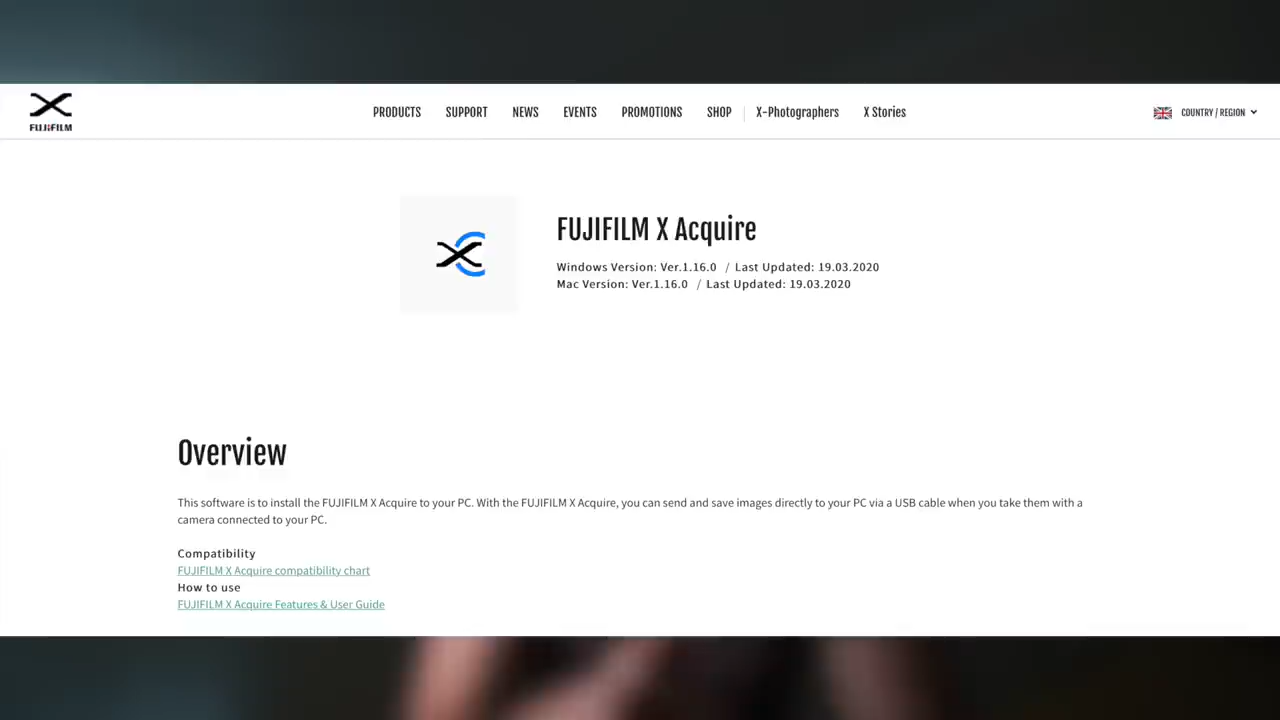 FUJIFILM
PRODUCTS SUPPORT NEWS EVENTS PROMOTIONS SHOP X-Photographers X Stories
COUNTRY / REGION
FUJIFILM X Acquire
Windows Version: Ver.1.16.0 / Last Updated: 19.03.2020
Mac Version: Ver.1.16.0 / Last Updated: 19.03.2020
Overview
This software is to install the FUJIFILM X Acquire to your PC. With the FUJIFILM X Acquire, you can send and save images directly to your PC via a USB cable when you take them with a
camera connected to your PC.
Compatibility
FUJIFILM X Acquire compatibility chart
How to use
FUJIFILM X Acquire Features & User Guide